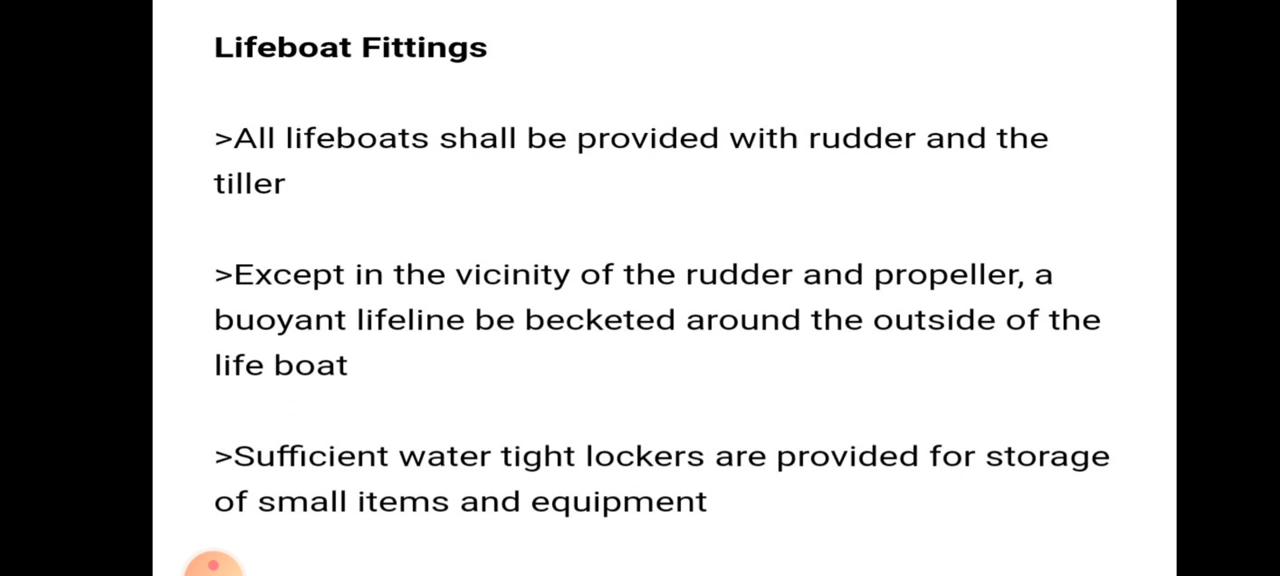 Lifeboat Fittings
>All lifeboats shall be provided with rudder and the
tiller
>Except in the vicinity of the rudder and propeller, a
buoyant lifeline be becketed around the outside of the
life boat
>Sufficient water tight lockers are provided for storage
of small items and equipment